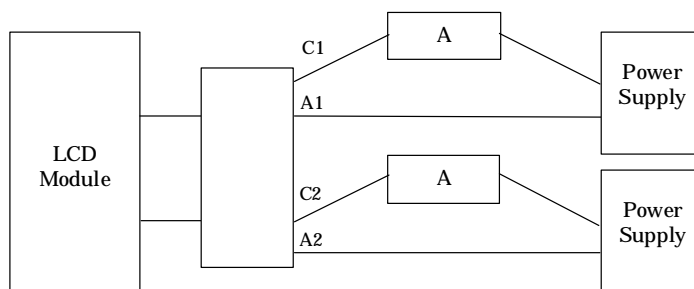 C1
A
Power
Supply
A1
LCD
Module
C2
A
Power
Supply
A2